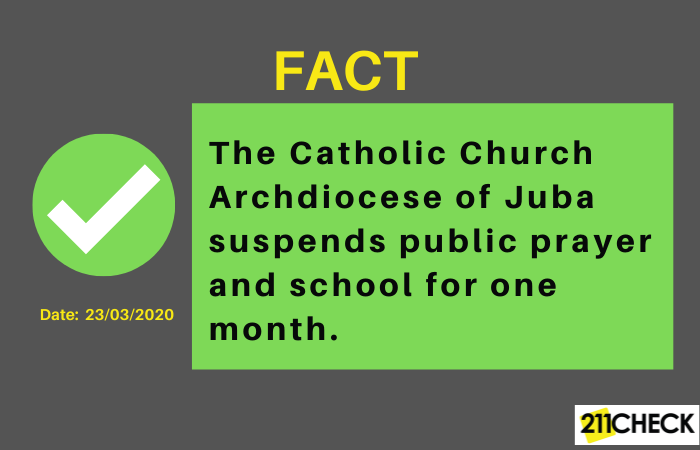 FACT
The Catholic Church
Archdiocese of Juba
suspends public prayer
and school for one
month.
Date: 23/03/2020
211CHECK